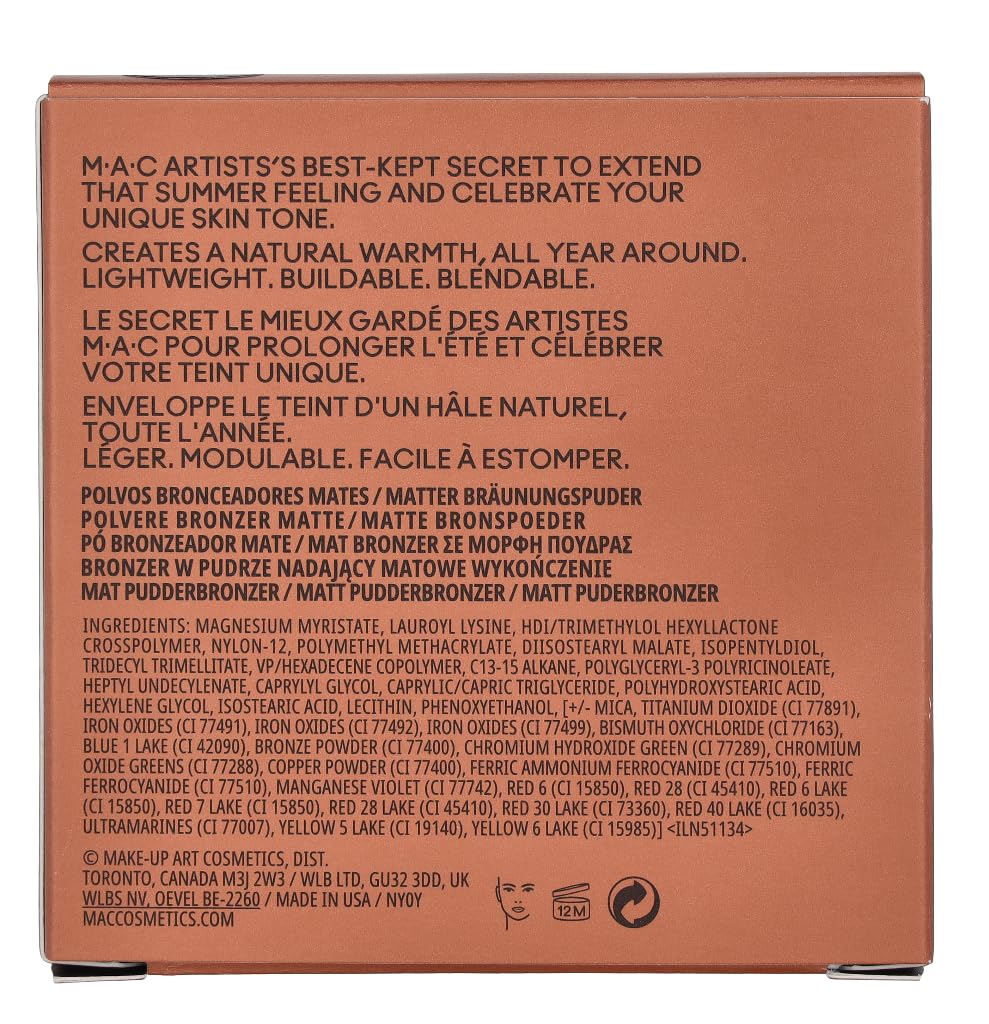 M·A·C ARTISTS'S BEST-KEPT SECRET TO EXTEND
THAT SUMMER FEELING AND CELEBRATE YOUR
UNIQUE SKIN TONE.
CREATES A NATURAL WARMTH, ALL YEAR AROUND.
LIGHTWEIGHT. BUILDABLE. BLENDABLE.
LE SECRET LE MIEUX GARDÉ DES ARTISTES
M·A·C POUR PROLONGER L'ÉTÉ ET CÉLÉBRER
VOTRE TEINT UNIQUE.
ENVELOPPE LE TEINT D'UN HÂLE NATUREL,
TOUTE L'ANNÉE.
LÉGER. MODULABLE. FACILE À ESTOMPER.
POLVOS BRONCEADORES MATES / MATTER BRÄUNUNGSPUDER
POLVERE BRONZER MATTE / MATTE BRONSPOEDER
PÓ BRONZEADOR MATE / MAT BRONZER ΣΕ ΜΟΡΦΗ ΠΟΥΔΡΑΣ
BRONZER W PUDRZE NADAJĄCY MATOWE WYKOŃCZENIE
MAT PUDDERBRONZER / MATT PUDDERBRONZER / MATT PUDERBRONZER
INGREDIENTS: MAGNESIUM MYRISTATE, LAUROYL LYSINE, HDI/TRIMETHYLOL HEXYLLACTONE
CROSSPOLYMER, NYLON-12, POLYMETHYL METHACRYLATE, DIISOSTEARYL MALATE, ISOPENTYLDIOL,
TRIDECYL TRIMELLITATE, VP/HEXADECENE COPOLYMER, C13-15 ALKANE, POLYGLYCERYL-3 POLYRICINOLEATE,
HEPTYL UNDECYLENATE, CAPRYLYL GLYCOL, CAPRYLIC/CAPRIC TRIGLYCERIDE, POLYHYDROXYSTEARIC ACID,
HEXYLENE GLYCOL, ISOSTEARIC ACID, LECITHIN, PHENOXYETHANOL, [+/- MICA, TITANIUM DIOXIDE (CI 77891),
IRON OXIDES (CI 77491), IRON OXIDES (CI 77492), IRON OXIDES (CI 77499), BISMUTH OXYCHLORIDE (CI 77163),
BLUE 1 LAKE (CI 42090), BRONZE POWDER (CI 77400), CHROMIUM HYDROXIDE GREEN (CI 77289), CHROMIUM
OXIDE GREENS (CI 77288), COPPER POWDER (CI 77400), FERRIC AMMONIUM FERROCYANIDE (CI 77510), FERRIC
FERROCYANIDE (CI 77510), MANGANESE VIOLET (CI 77742), RED 6 (CI 15850), RED 28 (CI 45410), RED 6 LAKE
(CI 15850), RED 7 LAKE (CI 15850), RED 28 LAKE (CI 45410), RED 30 LAKE (CI 73360), RED 40 LAKE (CI 16035),
ULTRAMARINES (CI 77007), YELLOW 5 LAKE (CI 19140), YELLOW 6 LAKE (CI 15985)] <ILN51134>
© MAKE-UP ART COSMETICS, DIST.
TORONTO, CANADA M3J 2W3 / WLB LTD, GU32 3DD, UK
WLBS NV, OEVEL BE-2260 / MADE IN USA / NY0Y
MACCOSMETICS.COM
12M